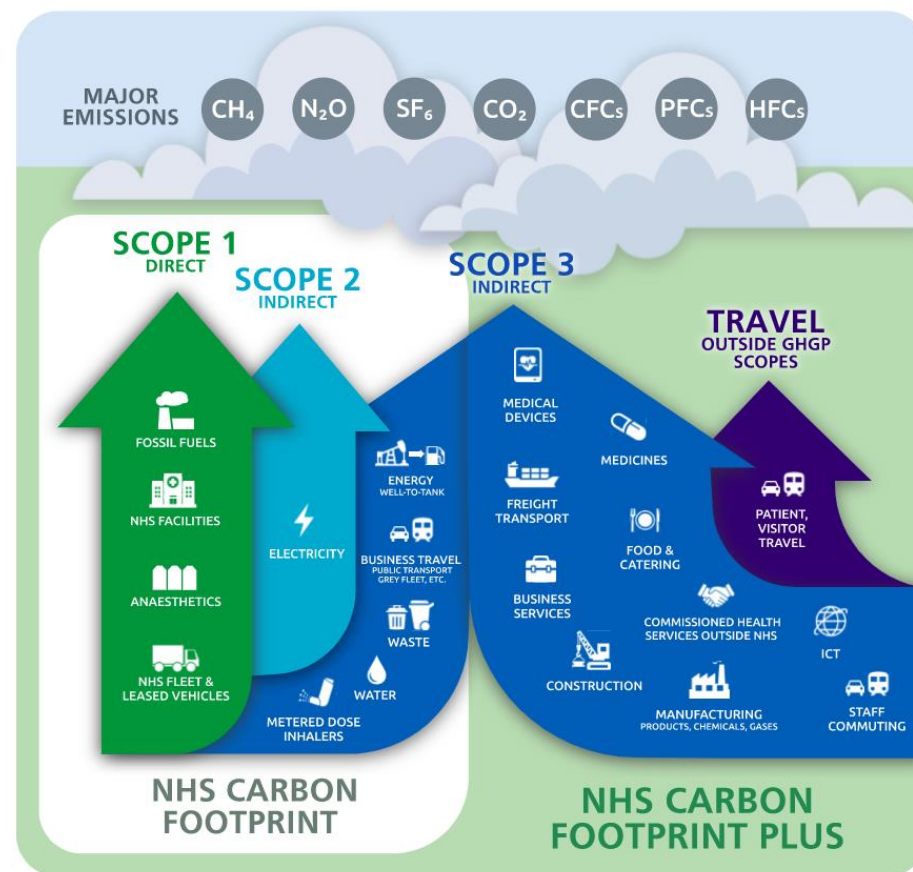 MAJOR
EMISSIONS
CH₄
N₂O
SF₆
CO₂
CFCs
PFCs
HFCs
SCOPE 1
DIRECT
SCOPE 2
INDIRECT
SCOPE 3
INDIRECT
TRAVEL
OUTSIDE GHGP
SCOPES
FOSSIL FUELS
NHS FACILITIES
ANAESTHETICS
NHS FLEET &
LEASED VEHICLES
ELECTRICITY
ENERGY
WELL-TO-TANK
BUSINESS TRAVEL
PUBLIC TRANSPORT
GREY FLEET, ETC.
WASTE
WATER
METERED DOSE
INHALERS
MEDICAL
DEVICES
MEDICINES
FREIGHT
TRANSPORT
FOOD &
CATERING
BUSINESS
SERVICES
COMMISSIONED HEALTH
SERVICES OUTSIDE NHS
CONSTRUCTION
MANUFACTURING
PRODUCTS, CHEMICALS, GASES
ICT
STAFF
COMMUTING
PATIENT,
VISITOR
TRAVEL
NHS CARBON
FOOTPRINT
NHS CARBON
FOOTPRINT PLUS